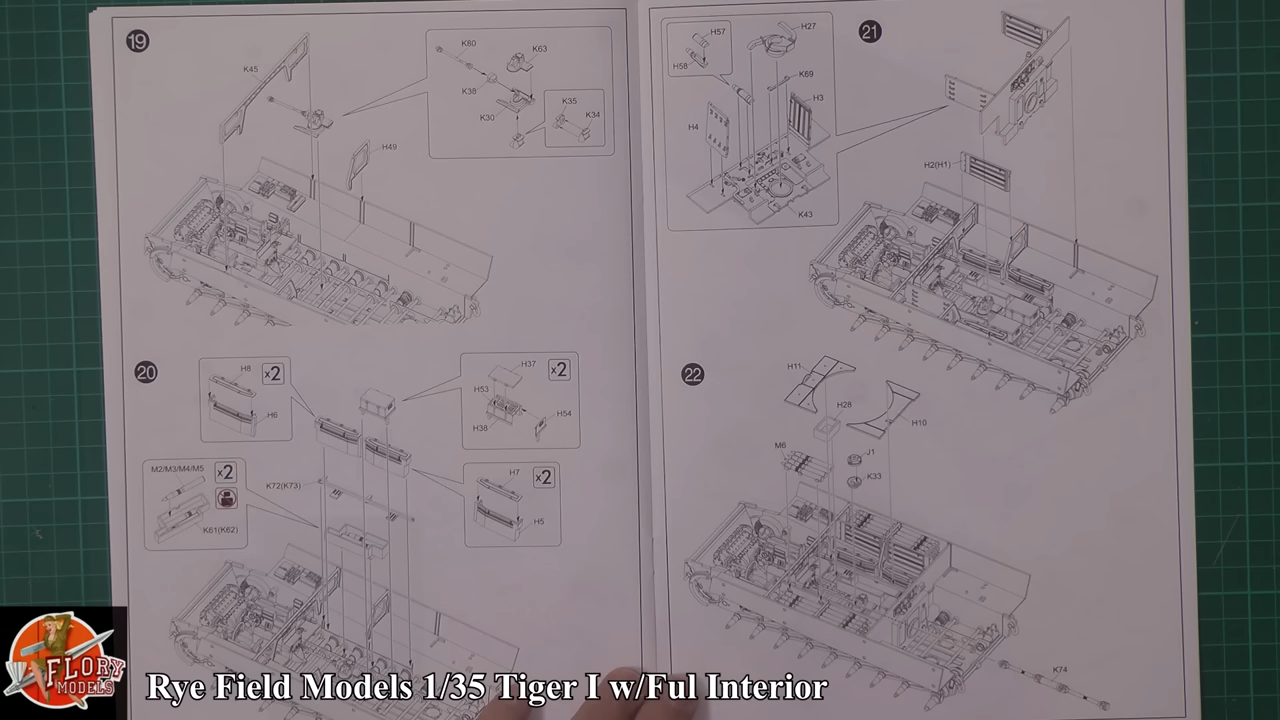 19
K45
K60
K63
K38
K35
K34
K30
H49
20
H8
x2
H6
H37
x2
H53
H54
H38
M2/M3/M4/M5
x2
K72(K73)
K61(K62)
H7
x2
H5
21
H57
H27
H58
K69
H3
H4
K43
H2(H1)
22
H11
H28
H10
M6
J1
K33
K74
FLORY
MODELS
Rye Field Models 1/35 Tiger I w/Ful Interior